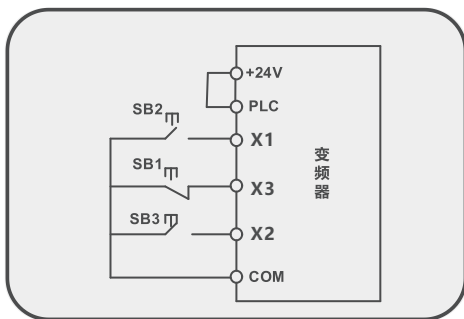 +24V
PLC
SB2
X1
SB1
X3
SB3
X2
COM
变频器